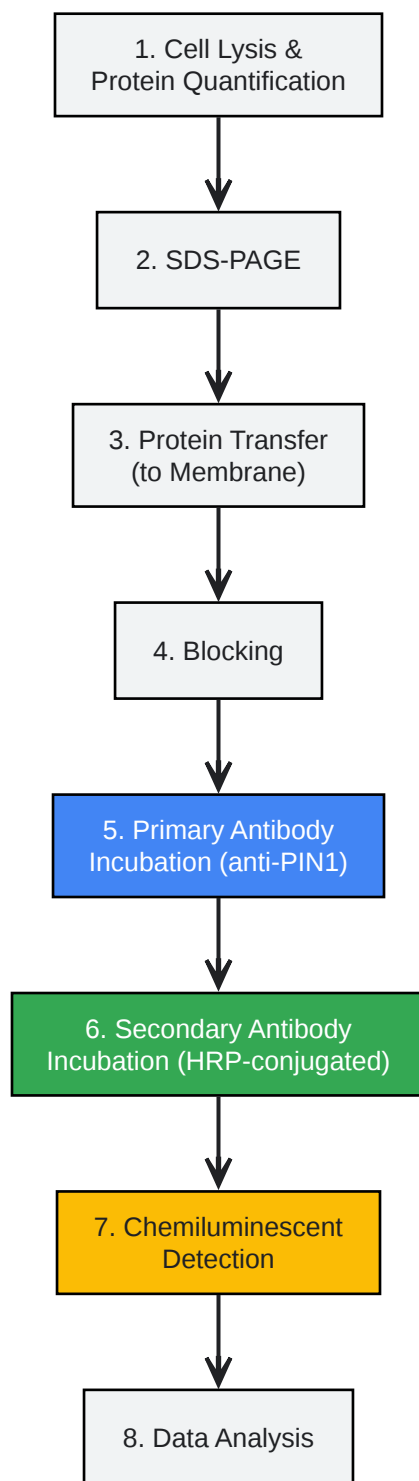 1. Cell Lysis &
Protein Quantification
2. SDS-PAGE
3. Protein Transfer
(to Membrane)
4. Blocking
5. Primary Antibody
Incubation (anti-PIN1)
6. Secondary Antibody
Incubation (HRP-conjugated)
7. Chemiluminescent
Detection
8. Data Analysis